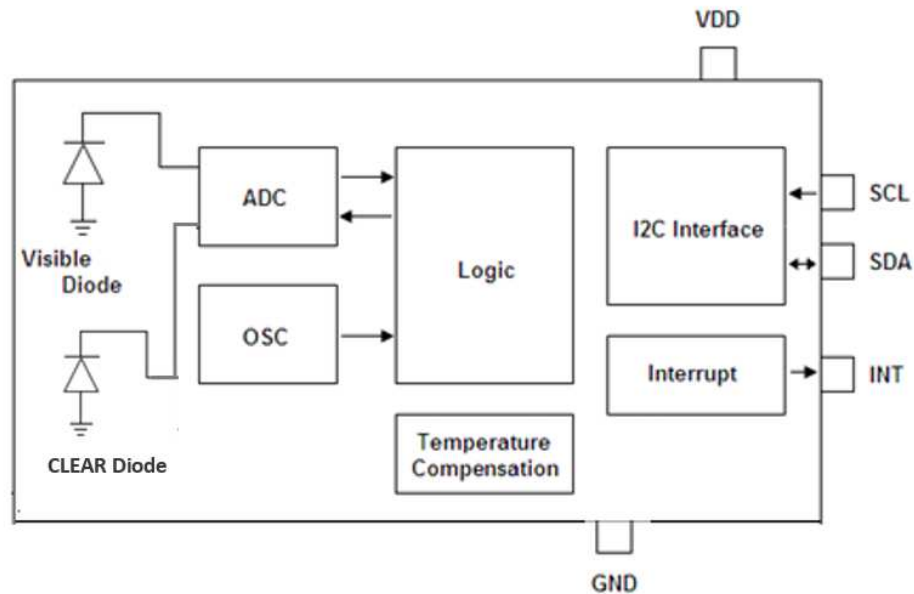 VDD
ADC
Visible
Diode
OSC
CLEAR Diode
Logic
Temperature
Compensation
I2C Interface
Interrupt
SCL
SDA
INT
GND